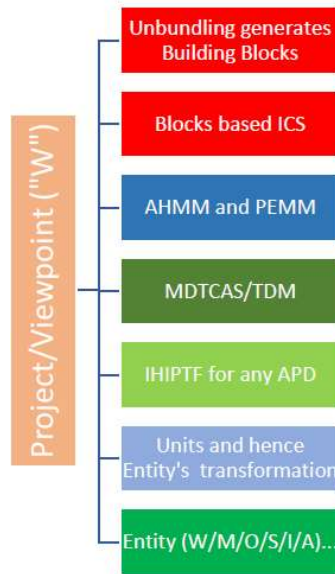 Project/Viewpoint ("W")
Unbundling generates
Building Blocks
Blocks based ICS
AHMM and PEMM
MDTCAS/TDM
IHIPTF for any APD
Units and hence
Entity's transformation
Entity (W/M/O/S/I/A)...